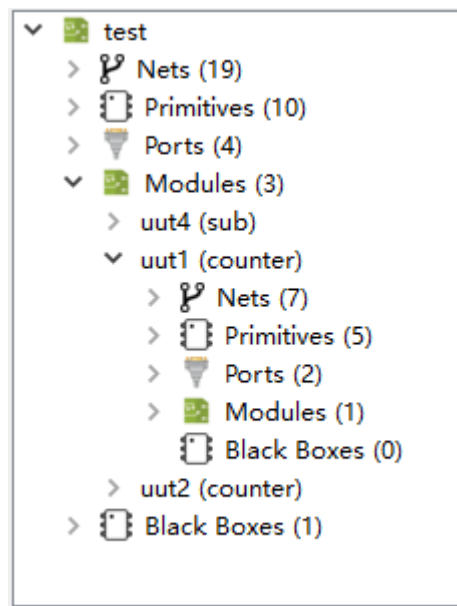 test
Nets (19)
Primitives (10)
Ports (4)
Modules (3)
uut4 (sub)
uut1 (counter)
Nets (7)
Primitives (5)
Ports (2)
Modules (1)
Black Boxes (0)
uut2 (counter)
Black Boxes (1)